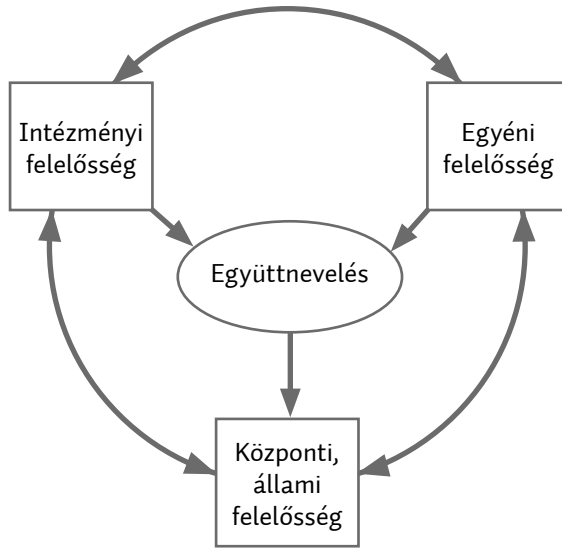 Intézményi
felelősség
Egyéni
felelősség
Együttnevelés
Központi,
állami
felelősség